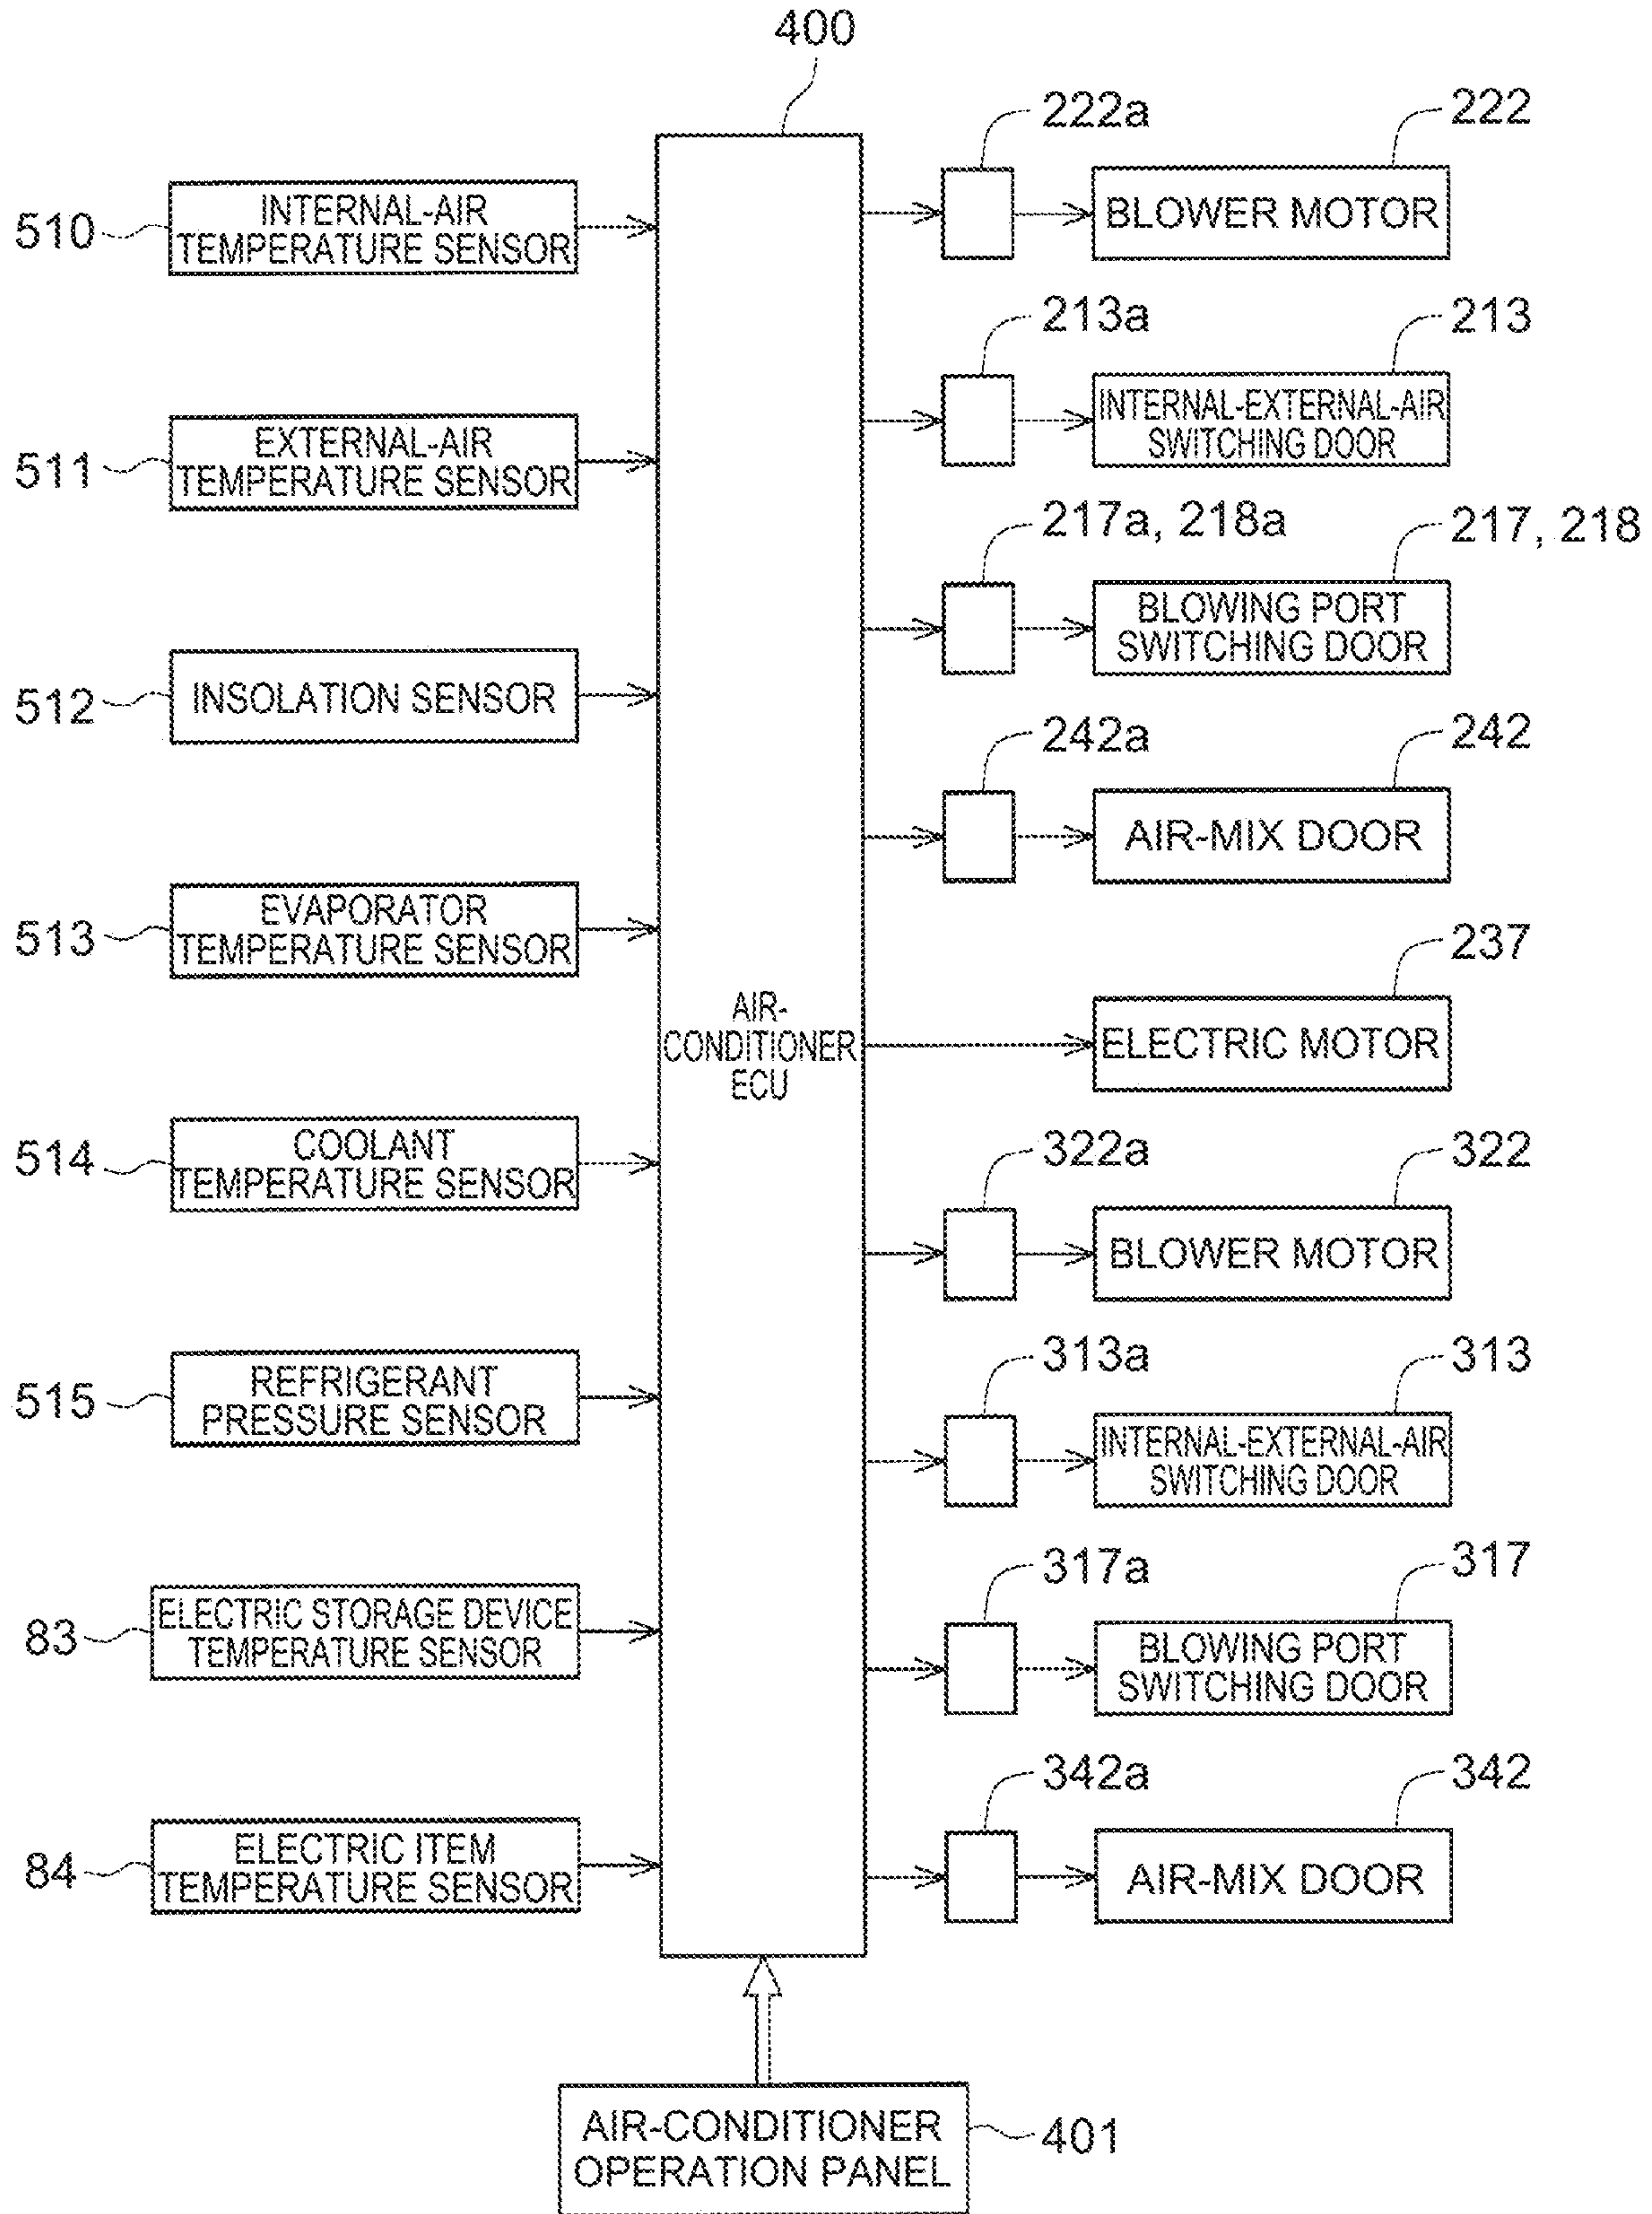 400
510
INTERNAL-AIR
TEMPERATURE SENSOR
511
EXTERNAL-AIR
TEMPERATURE SENSOR
512
INSOLATION SENSOR
513
EVAPORATOR
TEMPERATURE SENSOR
514
COOLANT
TEMPERATURE SENSOR
515
REFRIGERANT
PRESSURE SENSOR
83
ELECTRIC STORAGE DEVICE
TEMPERATURE SENSOR
84
ELECTRIC ITEM
TEMPERATURE SENSOR
AIR-
CONDITIONER
ECU
222a
222
BLOWER MOTOR
213a
213
INTERNAL-EXTERNAL-AIR
SWITCHING DOOR
217a, 218a
217, 218
BLOWING PORT
SWITCHING DOOR
242a
242
AIR-MIX DOOR
237
ELECTRIC MOTOR
322a
322
BLOWER MOTOR
313a
313
INTERNAL-EXTERNAL-AIR
SWITCHING DOOR
317a
317
BLOWING PORT
SWITCHING DOOR
342a
342
AIR-MIX DOOR
AIR-CONDITIONER
OPERATION PANEL
401